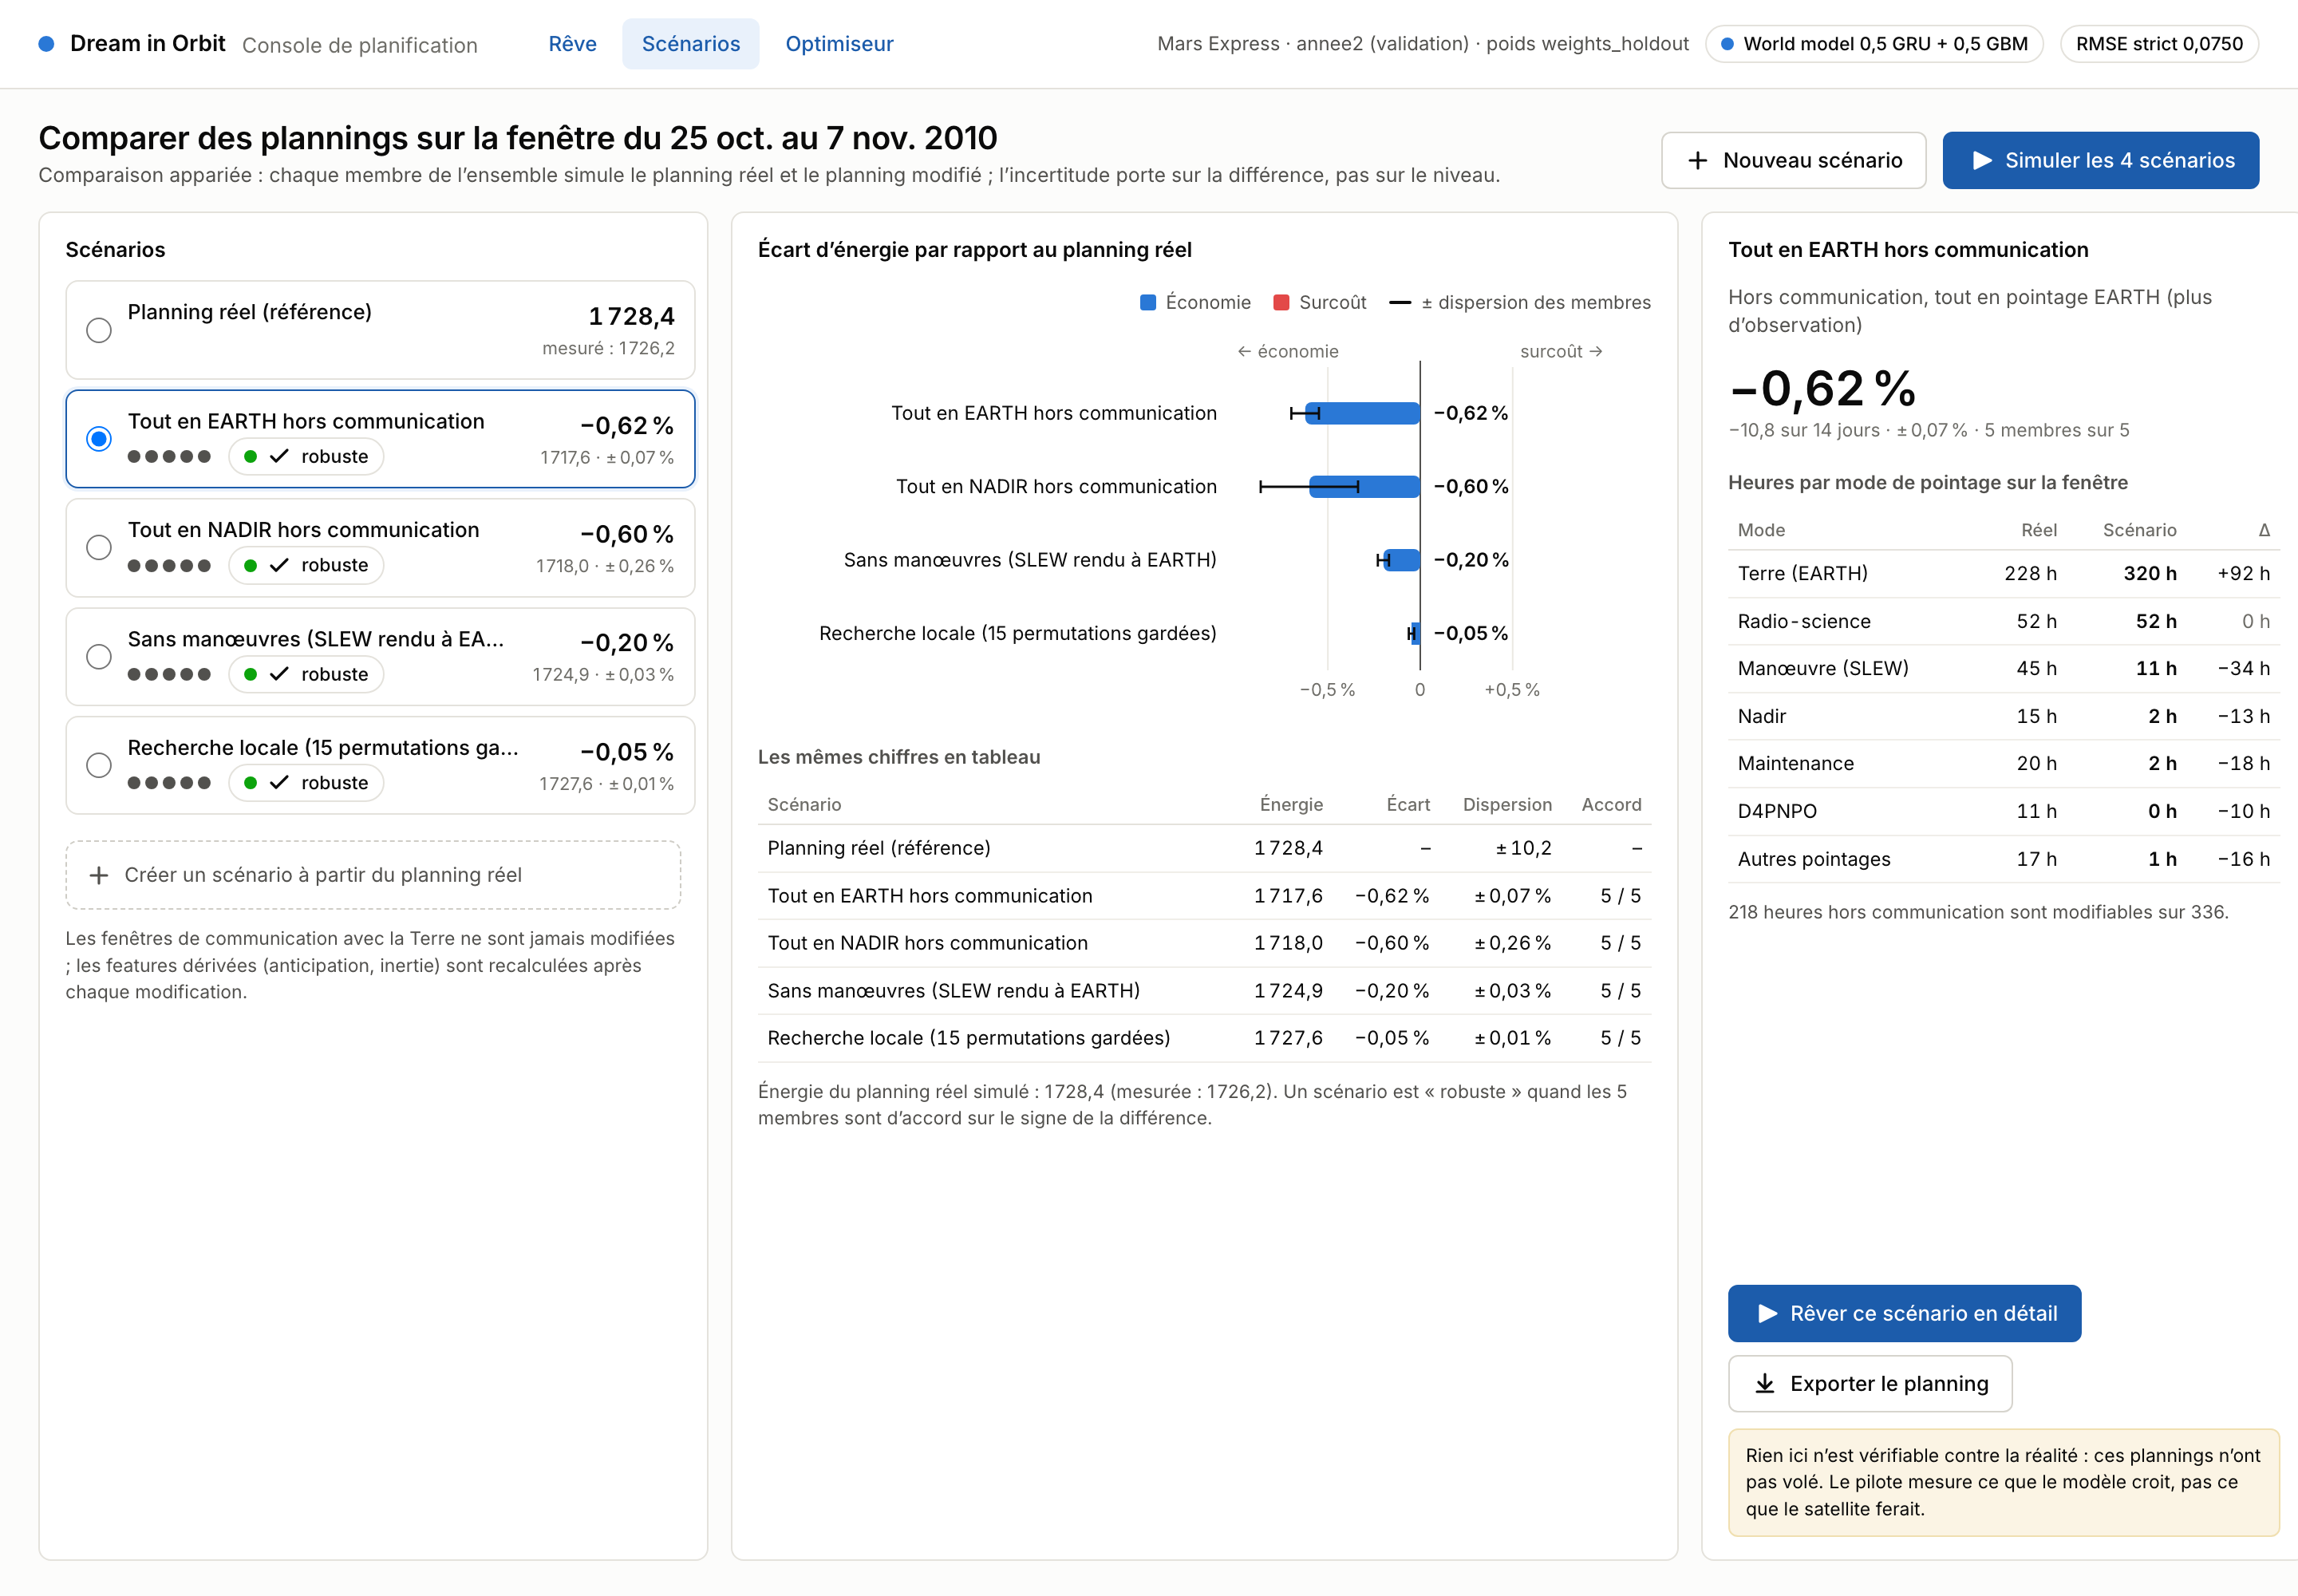 Dream in Orbit Console de planification Rêve Scénarios Optimiseur Mars Express · annee2 (validation) · poids weights_holdout World model 0,5 GRU + 0,5 GBM RMSE strict 0,0750
Comparer des plannings sur la fenêtre du 25 oct. au 7 nov. 2010
Comparaison appariée : chaque membre de l’ensemble simule le planning réel et le planning modifié ; l’incertitude porte sur la différence, pas sur le niveau.
Nouveau scénario
Simuler les 4 scénarios
Scénarios
Planning réel (référence) 1 728,4
mesuré : 1 726,2
Tout en EARTH hors communication −0,62 %
robuste 1 717,6 · ± 0,07 %
Tout en NADIR hors communication −0,60 %
robuste 1 718,0 · ± 0,26 %
Sans manœuvres (SLEW rendu à EA… −0,20 %
robuste 1 724,9 · ± 0,03 %
Recherche locale (15 permutations ga… −0,05 %
robuste 1 727,6 · ± 0,01 %
Créer un scénario à partir du planning réel
Les fenêtres de communication avec la Terre ne sont jamais modifiées
; les features dérivées (anticipation, inertie) sont recalculées après
chaque modification.
Écart d’énergie par rapport au planning réel
Économie Surcoût ± dispersion des membres
← économie surcoût →
Tout en EARTH hors communication −0,62 %
Tout en NADIR hors communication −0,60 %
Sans manœuvres (SLEW rendu à EARTH) −0,20 %
Recherche locale (15 permutations gardées) −0,05 %
−0,5 % 0 +0,5 %
Les mêmes chiffres en tableau
Scénario Énergie Écart Dispersion Accord
Planning réel (référence) 1 728,4 – ± 10,2 –
Tout en EARTH hors communication 1 717,6 −0,62 % ± 0,07 % 5 / 5
Tout en NADIR hors communication 1 718,0 −0,60 % ± 0,26 % 5 / 5
Sans manœuvres (SLEW rendu à EARTH) 1 724,9 −0,20 % ± 0,03 % 5 / 5
Recherche locale (15 permutations gardées) 1 727,6 −0,05 % ± 0,01 % 5 / 5
Énergie du planning réel simulé : 1 728,4 (mesurée : 1 726,2). Un scénario est « robuste » quand les 5
membres sont d’accord sur le signe de la différence.
Tout en EARTH hors communication
Hors communication, tout en pointage EARTH (plus
d’observation)
−0,62 %
−10,8 sur 14 jours · ± 0,07 % · 5 membres sur 5
Heures par mode de pointage sur la fenêtre
Mode Réel Scénario Δ
Terre (EARTH) 228 h 320 h +92 h
Radio-science 52 h 52 h 0 h
Manœuvre (SLEW) 45 h 11 h −34 h
Nadir 15 h 2 h −13 h
Maintenance 20 h 2 h −18 h
D4PNPO 11 h 0 h −10 h
Autres pointages 17 h 1 h −16 h
218 heures hors communication sont modifiables sur 336.
Rêver ce scénario en détail
Exporter le planning
Rien ici n’est vérifiable contre la réalité : ces plannings n’ont
pas volé. Le pilote mesure ce que le modèle croit, pas ce
que le satellite ferait.